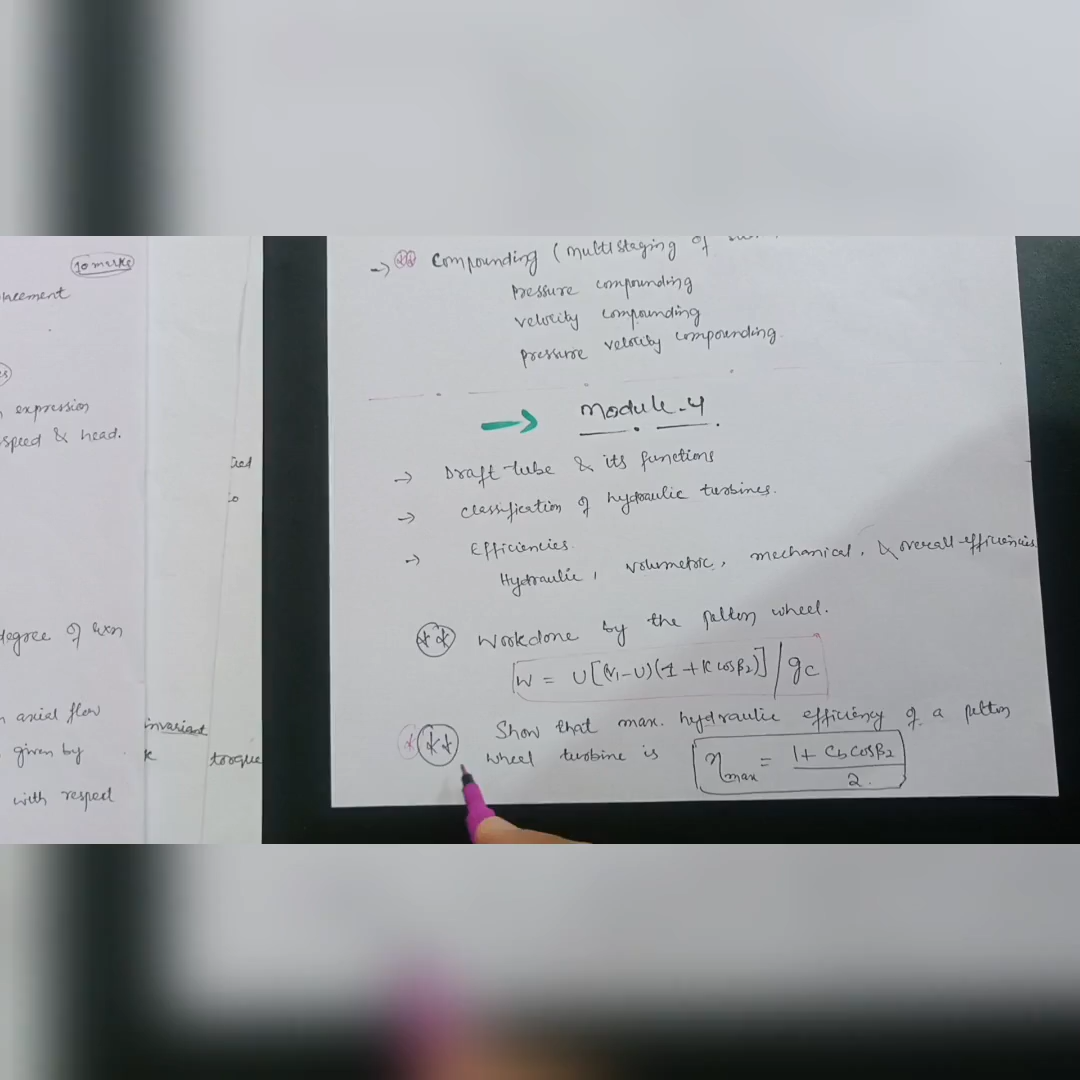 10 marks
ncement
expression
speed & head.
ted
to
degree of
n axial flow
invariant
given by
k
torque
with respect
→ ** Compounding (multistaging of
pressure compounding
velocity compounding
pressure velocity compounding.
→ Module-4
→ Draft tube & its functions
→ classification of hydraulic turbines.
→ Efficiencies.
Hydraulic, volumetric, mechanical, & overall efficiencies
** Workdone by the pelton wheel.
W = U[(V1-U)(1+K cosβ2)]/gc
* ** Show that max. hydraulic efficiency of a pelton
wheel turbine is ηmax = 1+ Cb cosβ2 / 2.